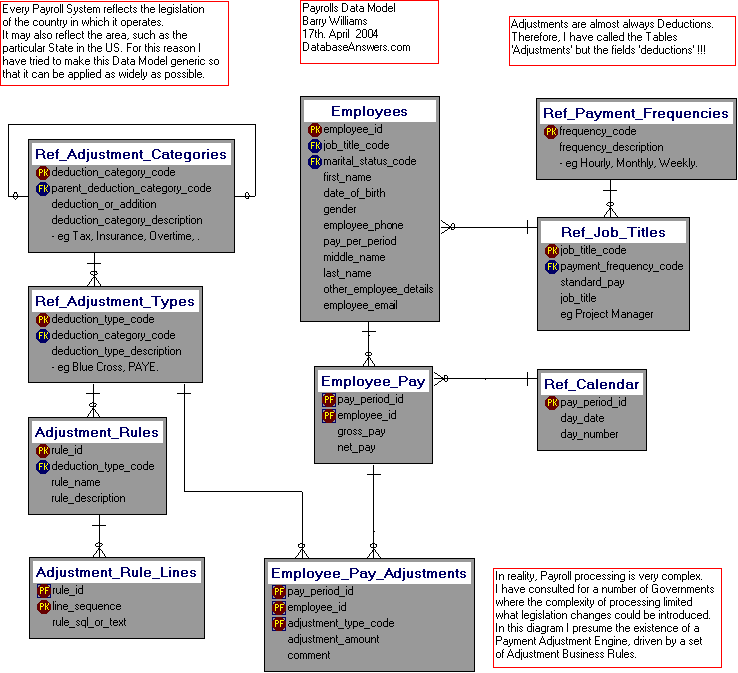 Every Payroll System reflects the legislation
of the country in which it operates.
It may also reflect the area, such as the
particular State in the US. For this reason I
have tried to make this Data Model generic so
that it can be applied as widely as possible.
Payrolls Data Model
Barry Williams
17th. April 2004
DatabaseAnswers.com
Adjustments are almost always Deductions.
Therefore, I have called the Tables
'Adjustments' but the fields 'deductions' !!!
Ref_Adjustment_Categories
PK deduction_category_code
FK parent_deduction_category_code
deduction_or_addition
deduction_category_description
- eg Tax, Insurance, Overtime, .
Employees
PK employee_id
FK job_title_code
FK marital_status_code
first_name
date_of_birth
gender
employee_phone
pay_per_period
middle_name
last_name
other_employee_details
employee_email
Ref_Payment_Frequencies
PK frequency_code
frequency_description
- eg Hourly, Monthly, Weekly.
Ref_Job_Titles
PK job_title_code
FK payment_frequency_code
standard_pay
job_title
eg Project Manager
Ref_Adjustment_Types
PK deduction_type_code
FK deduction_category_code
deduction_type_description
- eg Blue Cross, PAYE.
Employee_Pay
PF pay_period_id
PF employee_id
gross_pay
net_pay
Ref_Calendar
PK pay_period_id
day_date
day_number
Adjustment_Rules
PK rule_id
FK deduction_type_code
rule_name
rule_description
Adjustment_Rule_Lines
PF rule_id
PK line_sequence
rule_sql_or_text
Employee_Pay_Adjustments
PF pay_period_id
PF employee_id
PF adjustment_type_code
adjustment_amount
comment
In reality, Payroll processing is very complex.
I have consulted for a number of Governments
where the complexity of processing limited
what legislation changes could be introduced.
In this diagram I presume the existence of a
Payment Adjustment Engine, driven by a set
of Adjustment Business Rules.